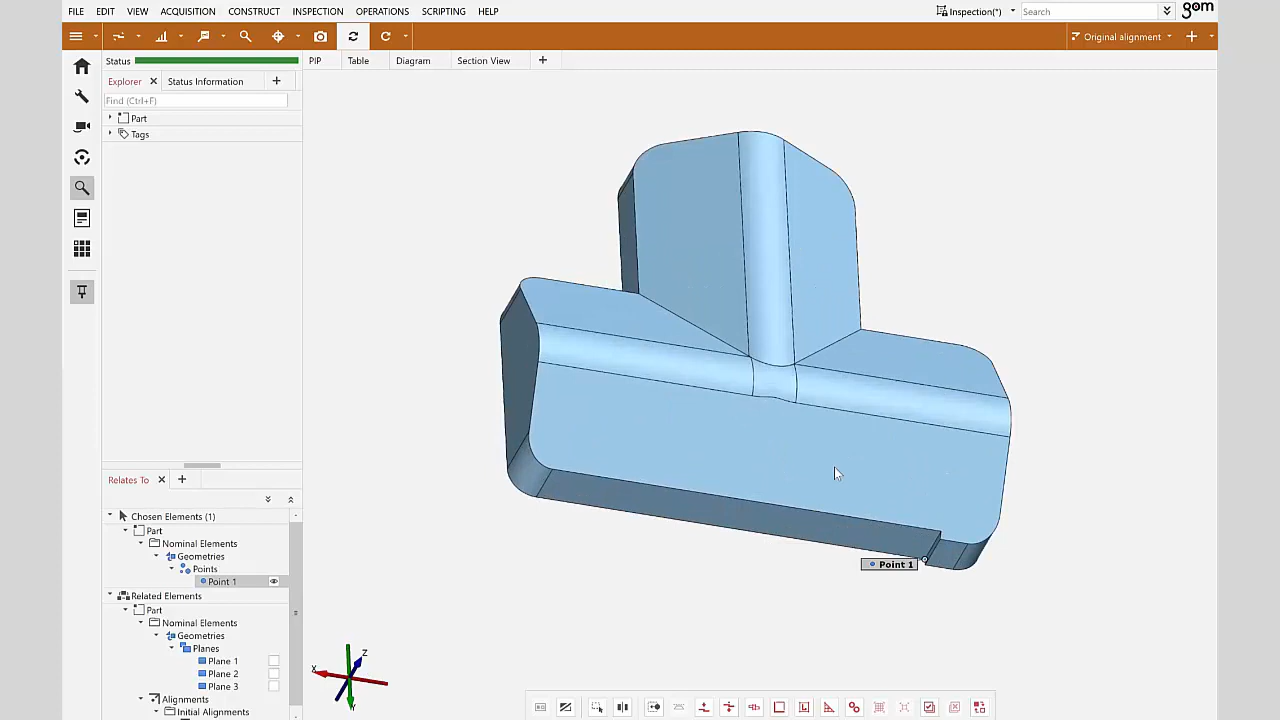 FILE EDIT VIEW ACQUISITION CONSTRUCT INSPECTION OPERATIONS SCRIPTING HELP Inspection(*) Search gom
Original alignment
Status PIP Table Diagram Section View
Explorer Status Information
Find (Ctrl+F)
Part
Tags
Relates To
Chosen Elements (1)
Part
Nominal Elements
Geometries
Points
Point 1
Related Elements
Part
Nominal Elements
Geometries
Planes
Plane 1
Plane 2
Plane 3
Alignments
Initial Alignments
Point 1
X
Z
Y